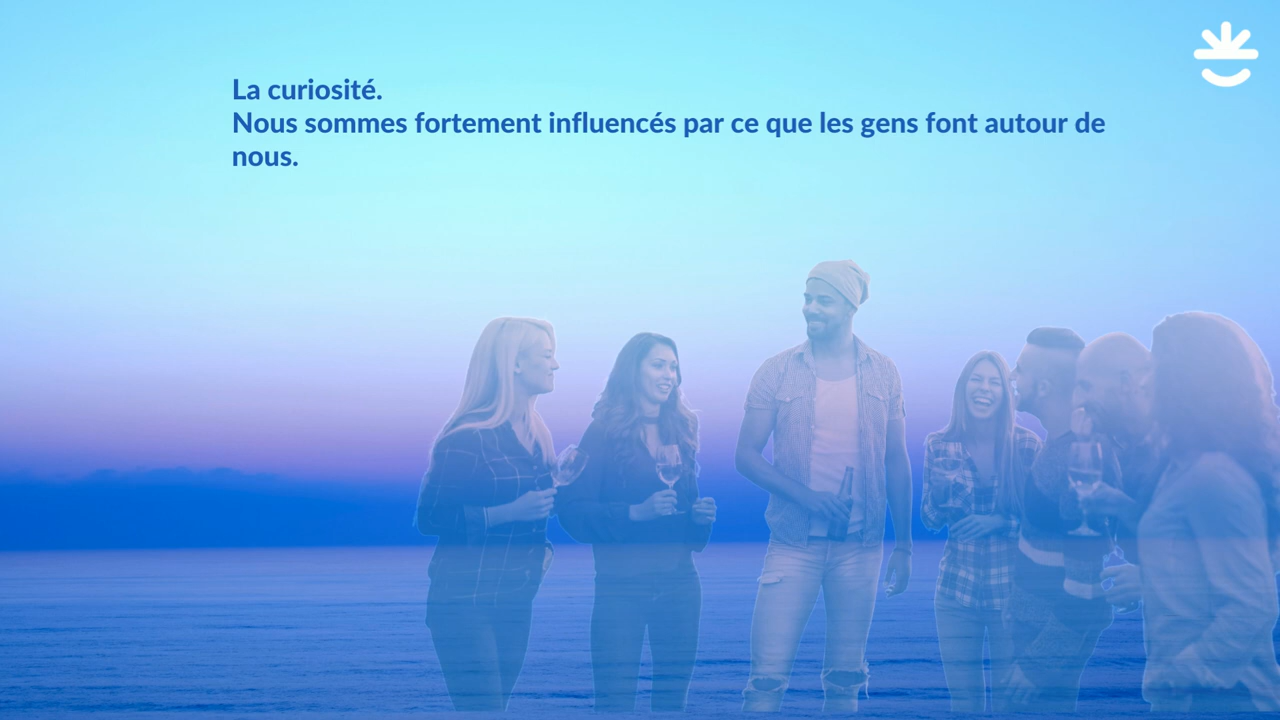 La curiosité.
Nous sommes fortement influencés par ce que les gens font autour de
nous.